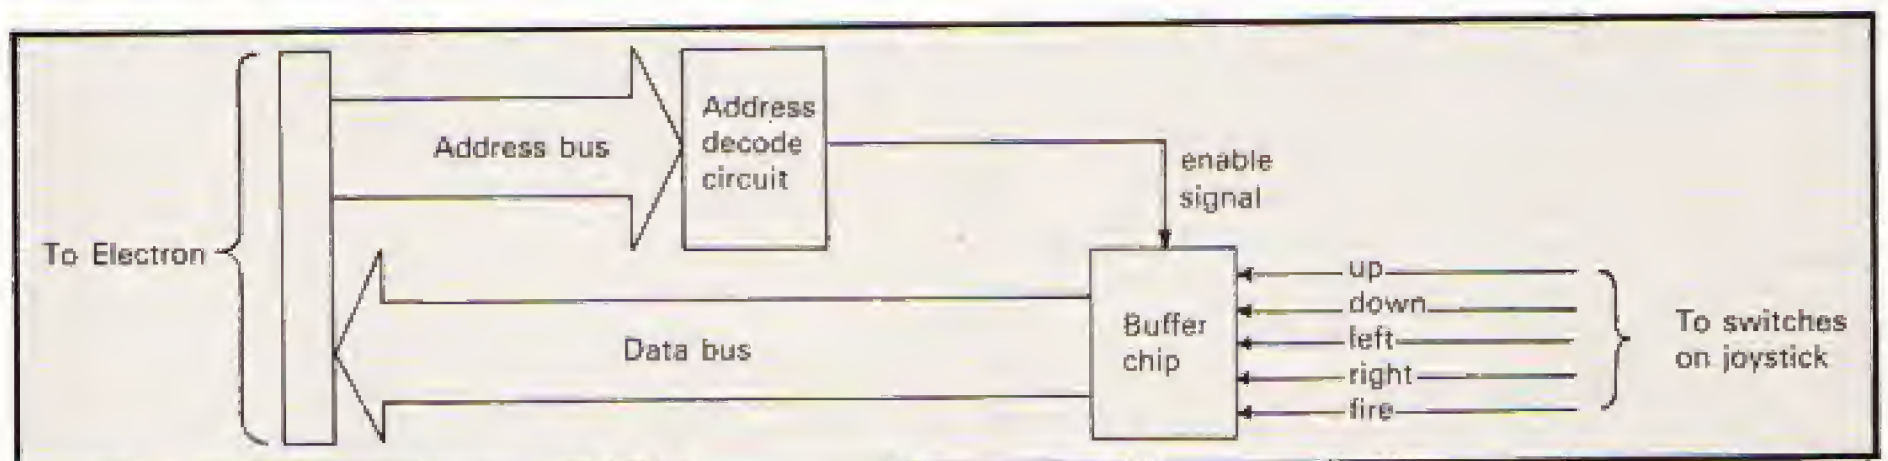 Address
decode
circuit
Address bus
enable
signal
To Electron
up
down
left
right
fire
Buffer
chip
Data bus
To switches
on joystick